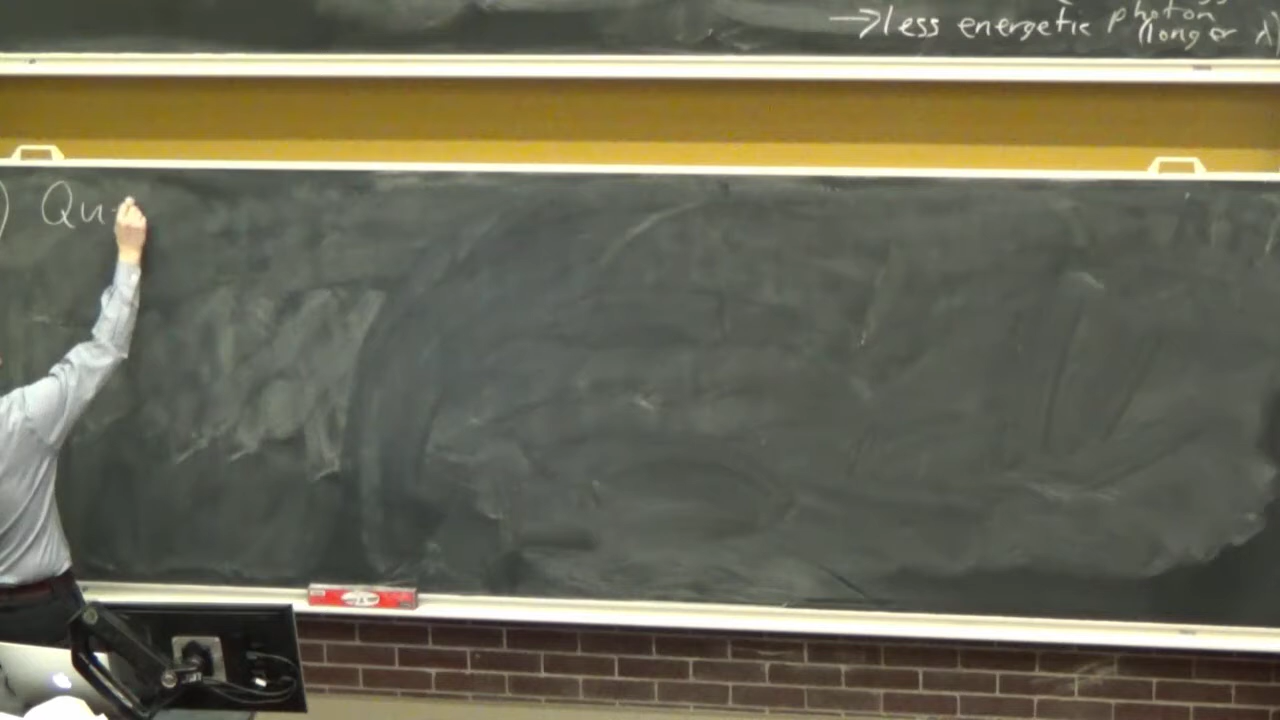 →less energetic photon
(longer λ)
) Qu